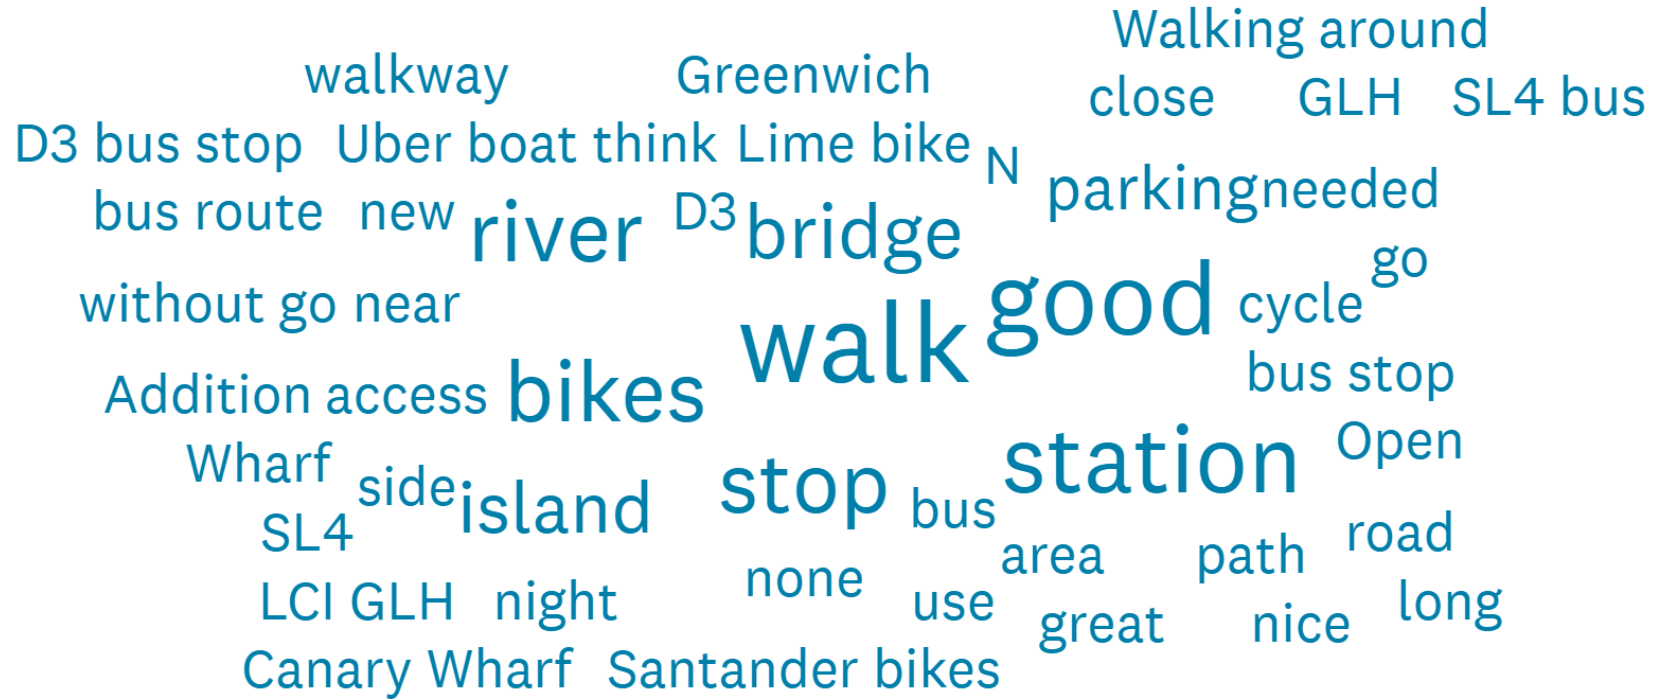 Walking around
walkway Greenwich
close GLH SL4 bus
D3 bus stop Uber boat think Lime bike N
parking needed
bus route new river D3 bridge
go
without go near walk good cycle
bus stop
Addition access bikes
Wharf station Open
side island stop bus
SL4 area path road
none
LCI GLH night use great nice long
Canary Wharf Santander bikes